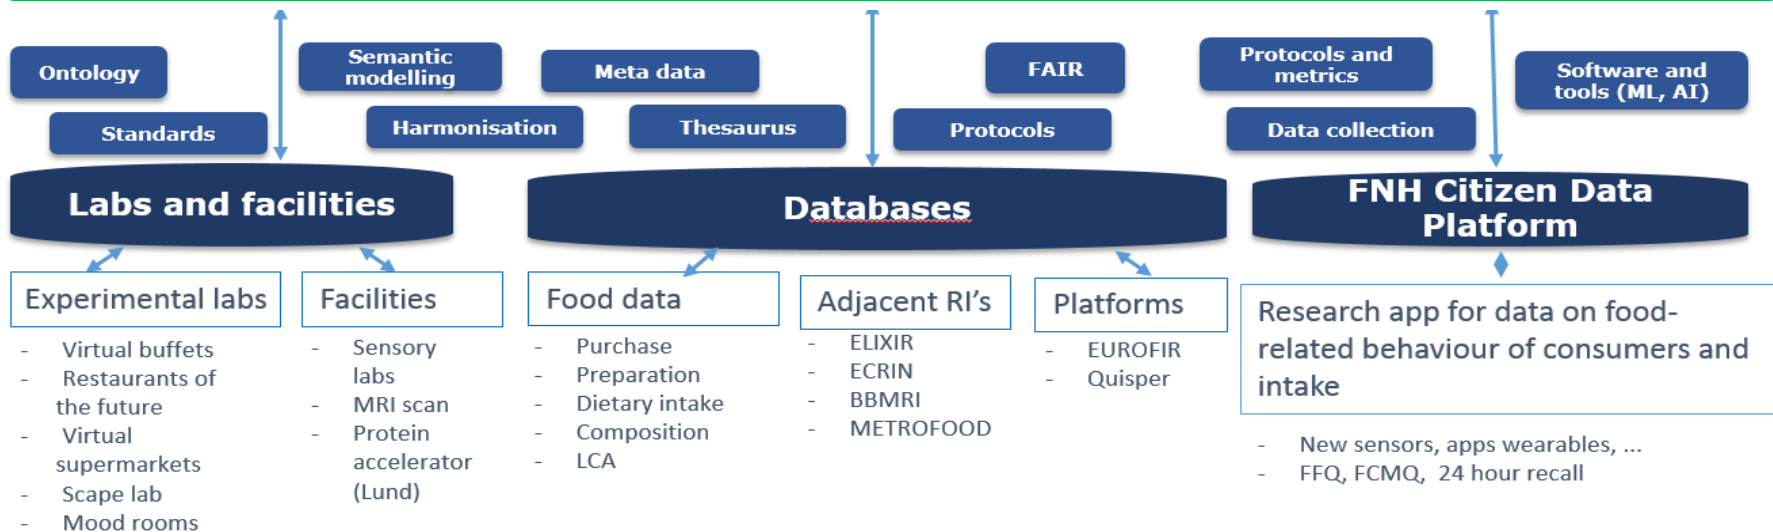 Ontology
Semantic
modelling
Meta data
FAIR
Protocols and
metrics
Software and
tools (ML, AI)
Standards
Harmonisation
Thesaurus
Protocols
Data collection
Labs and facilities
Databases
FNH Citizen Data
Platform
Experimental labs
- Virtual buffets
- Restaurants of
the future
- Virtual
supermarkets
- Scape lab
- Mood rooms
Facilities
- Sensory
labs
- MRI scan
- Protein
accelerator
(Lund)
Food data
- Purchase
- Preparation
- Dietary intake
- Composition
- LCA
Adjacent RI’s
- ELIXIR
- ECRIN
- BBMRI
- METROFOOD
Platforms
- EUROFIR
- Quisper
Research app for data on food-
related behaviour of consumers and
intake
- New sensors, apps wearables, ...
- FFQ, FCMQ, 24 hour recall